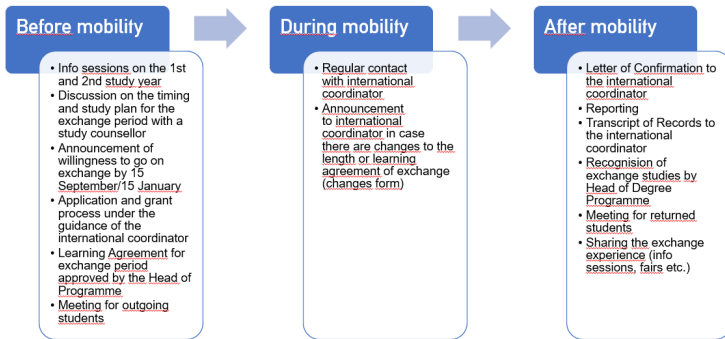 Before mobility
• Info sessions on the 1st
and 2nd study year
• Discussion on the timing
and study plan for the
exchange period with a
study counsellor
• Announcement of
willingness to go on
exchange by 15
September/15 January
• Application and grant
process under the
guidance of the
international coordinator
• Learning Agreement for
exchange period
approved by the Head of
Programme
• Meeting for outgoing
students
During mobility
• Regular contact
with international
coordinator
• Announcement
to international
coordinator in case
there are changes to the
length or learning
agreement of exchange
(changes form)
After mobility
• Letter of Confirmation to
the international
coordinator
• Reporting
• Transcript of Records to
the international
coordinator
• Recognision of
exchange studies by
Head of Degree
Programme
• Meeting for returned
students
• Sharing the exchange
experience (info
sessions, fairs etc.)